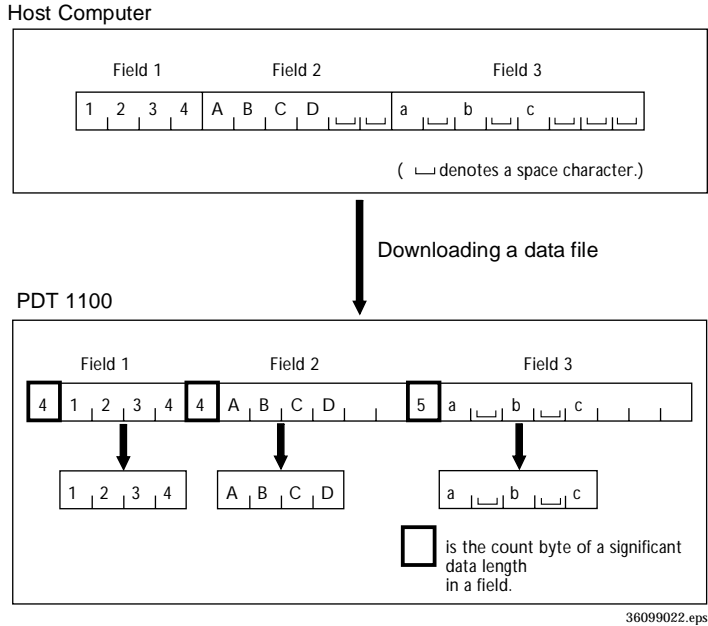 Host Computer
Field 1 Field 2 Field 3
1 2 3 4 A B C D ␣ ␣ a ␣ b ␣ c ␣ ␣ ␣
( ␣ denotes a space character.)
Downloading a data file
PDT 1100
Field 1 Field 2 Field 3
4 1 2 3 4 4 A B C D 5 a ␣ b ␣ c
1 2 3 4 A B C D a ␣ b ␣ c
is the count byte of a significant
data length
in a field.
36099022.eps